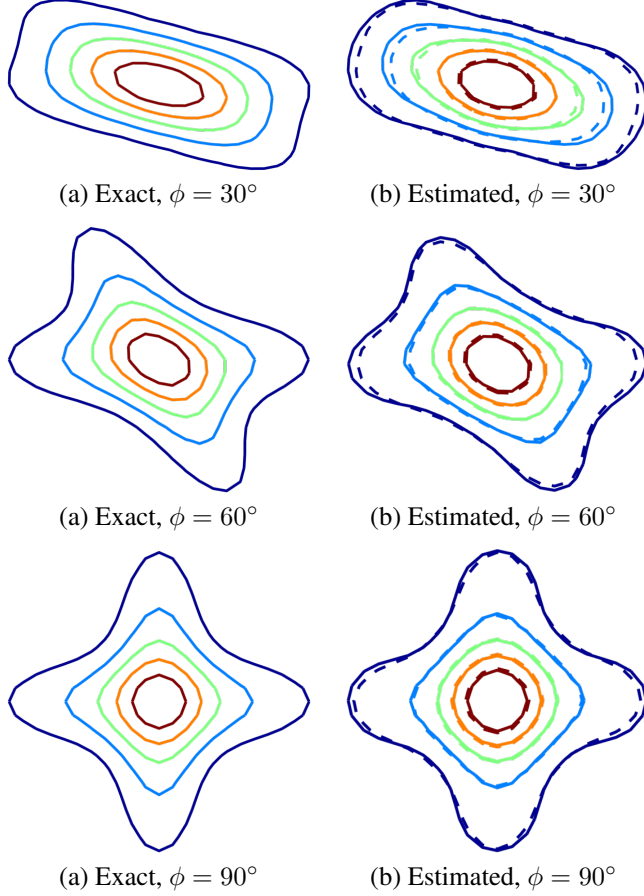 (a) Exact, ϕ = 30°
(b) Estimated, ϕ = 30°
(a) Exact, ϕ = 60°
(b) Estimated, ϕ = 60°
(a) Exact, ϕ = 90°
(b) Estimated, ϕ = 90°